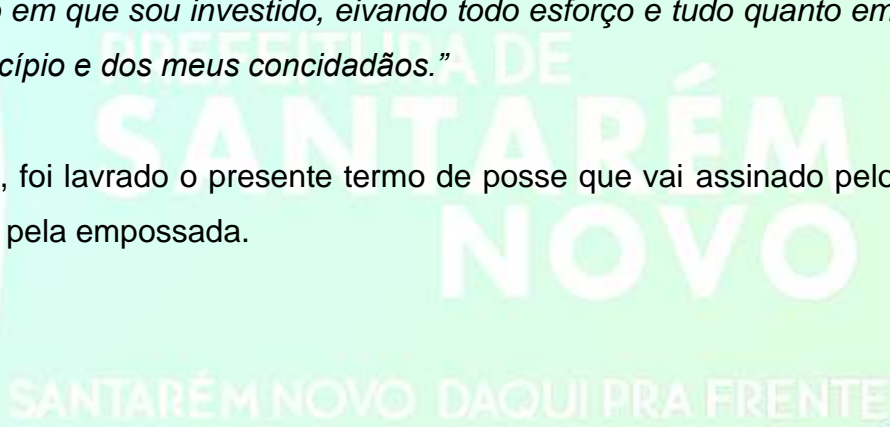 o em que sou investido, eivando todo esforço e tudo quanto em
cípio e dos meus concidadãos.”
PREFEITURA DE
SANTARÉM
, foi lavrado o presente termo de posse que vai assinado pelo
pela empossada.
NOVO
SANTARÉM NOVO DAQUI PRA FRENTE